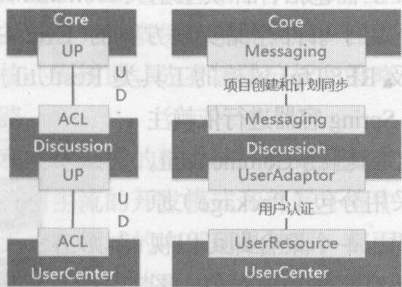 Core
UP
U
D
ACL
Discussion
UP
U
D
ACL
UserCenter
Core
Messaging
项目创建和计划同步
Messaging
Discussion
UserAdaptor
用户认证
UserResource
UserCenter